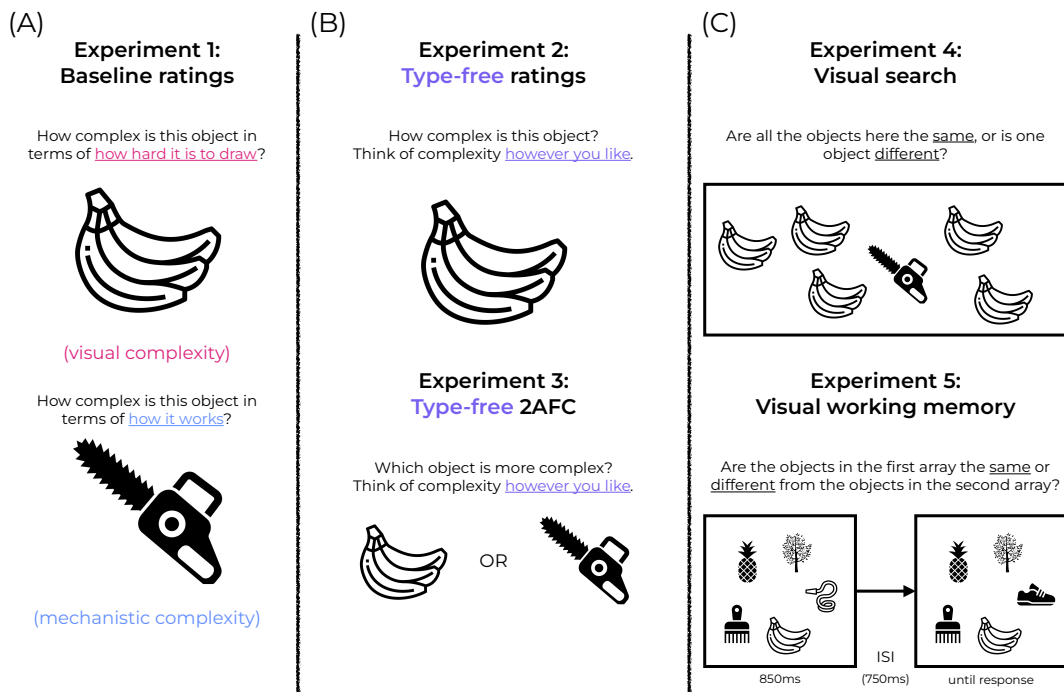 (A)
Experiment 1:
Baseline ratings
How complex is this object in
terms of how hard it is to draw?
(visual complexity)
How complex is this object in
terms of how it works?
(mechanistic complexity)
(B)
Experiment 2:
Type-free ratings
How complex is this object?
Think of complexity however you like.
Experiment 3:
Type-free 2AFC
Which object is more complex?
Think of complexity however you like.
OR
(C)
Experiment 4:
Visual search
Are all the objects here the same, or is one
object different?
Experiment 5:
Visual working memory
Are the objects in the first array the same or
different from the objects in the second array?
ISI
850ms
(750ms)
until response